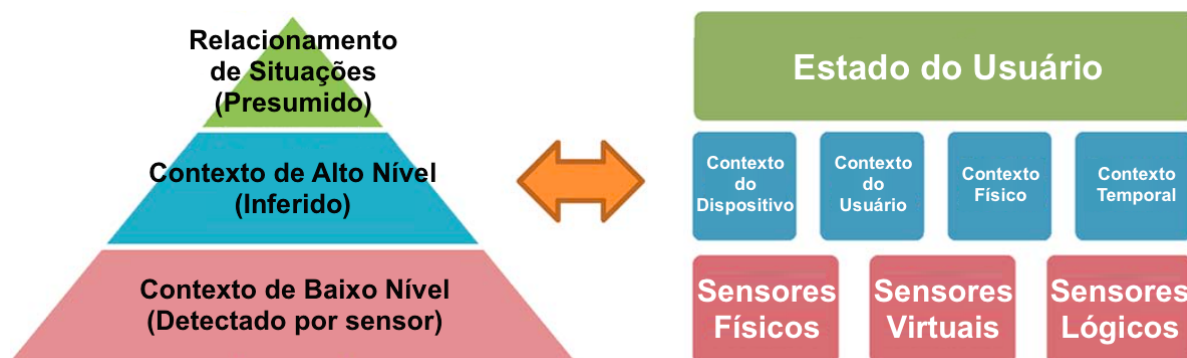 Relacionamento
de Situações
(Presumido)
Contexto de Alto Nível
(Inferido)
Contexto de Baixo Nível
(Detectado por sensor)
Estado do Usuário
Contexto
do
Dispositivo
Contexto
do
Usuário
Contexto
Físico
Contexto
Temporal
Sensores
Físicos
Sensores
Virtuais
Sensores
Lógicos